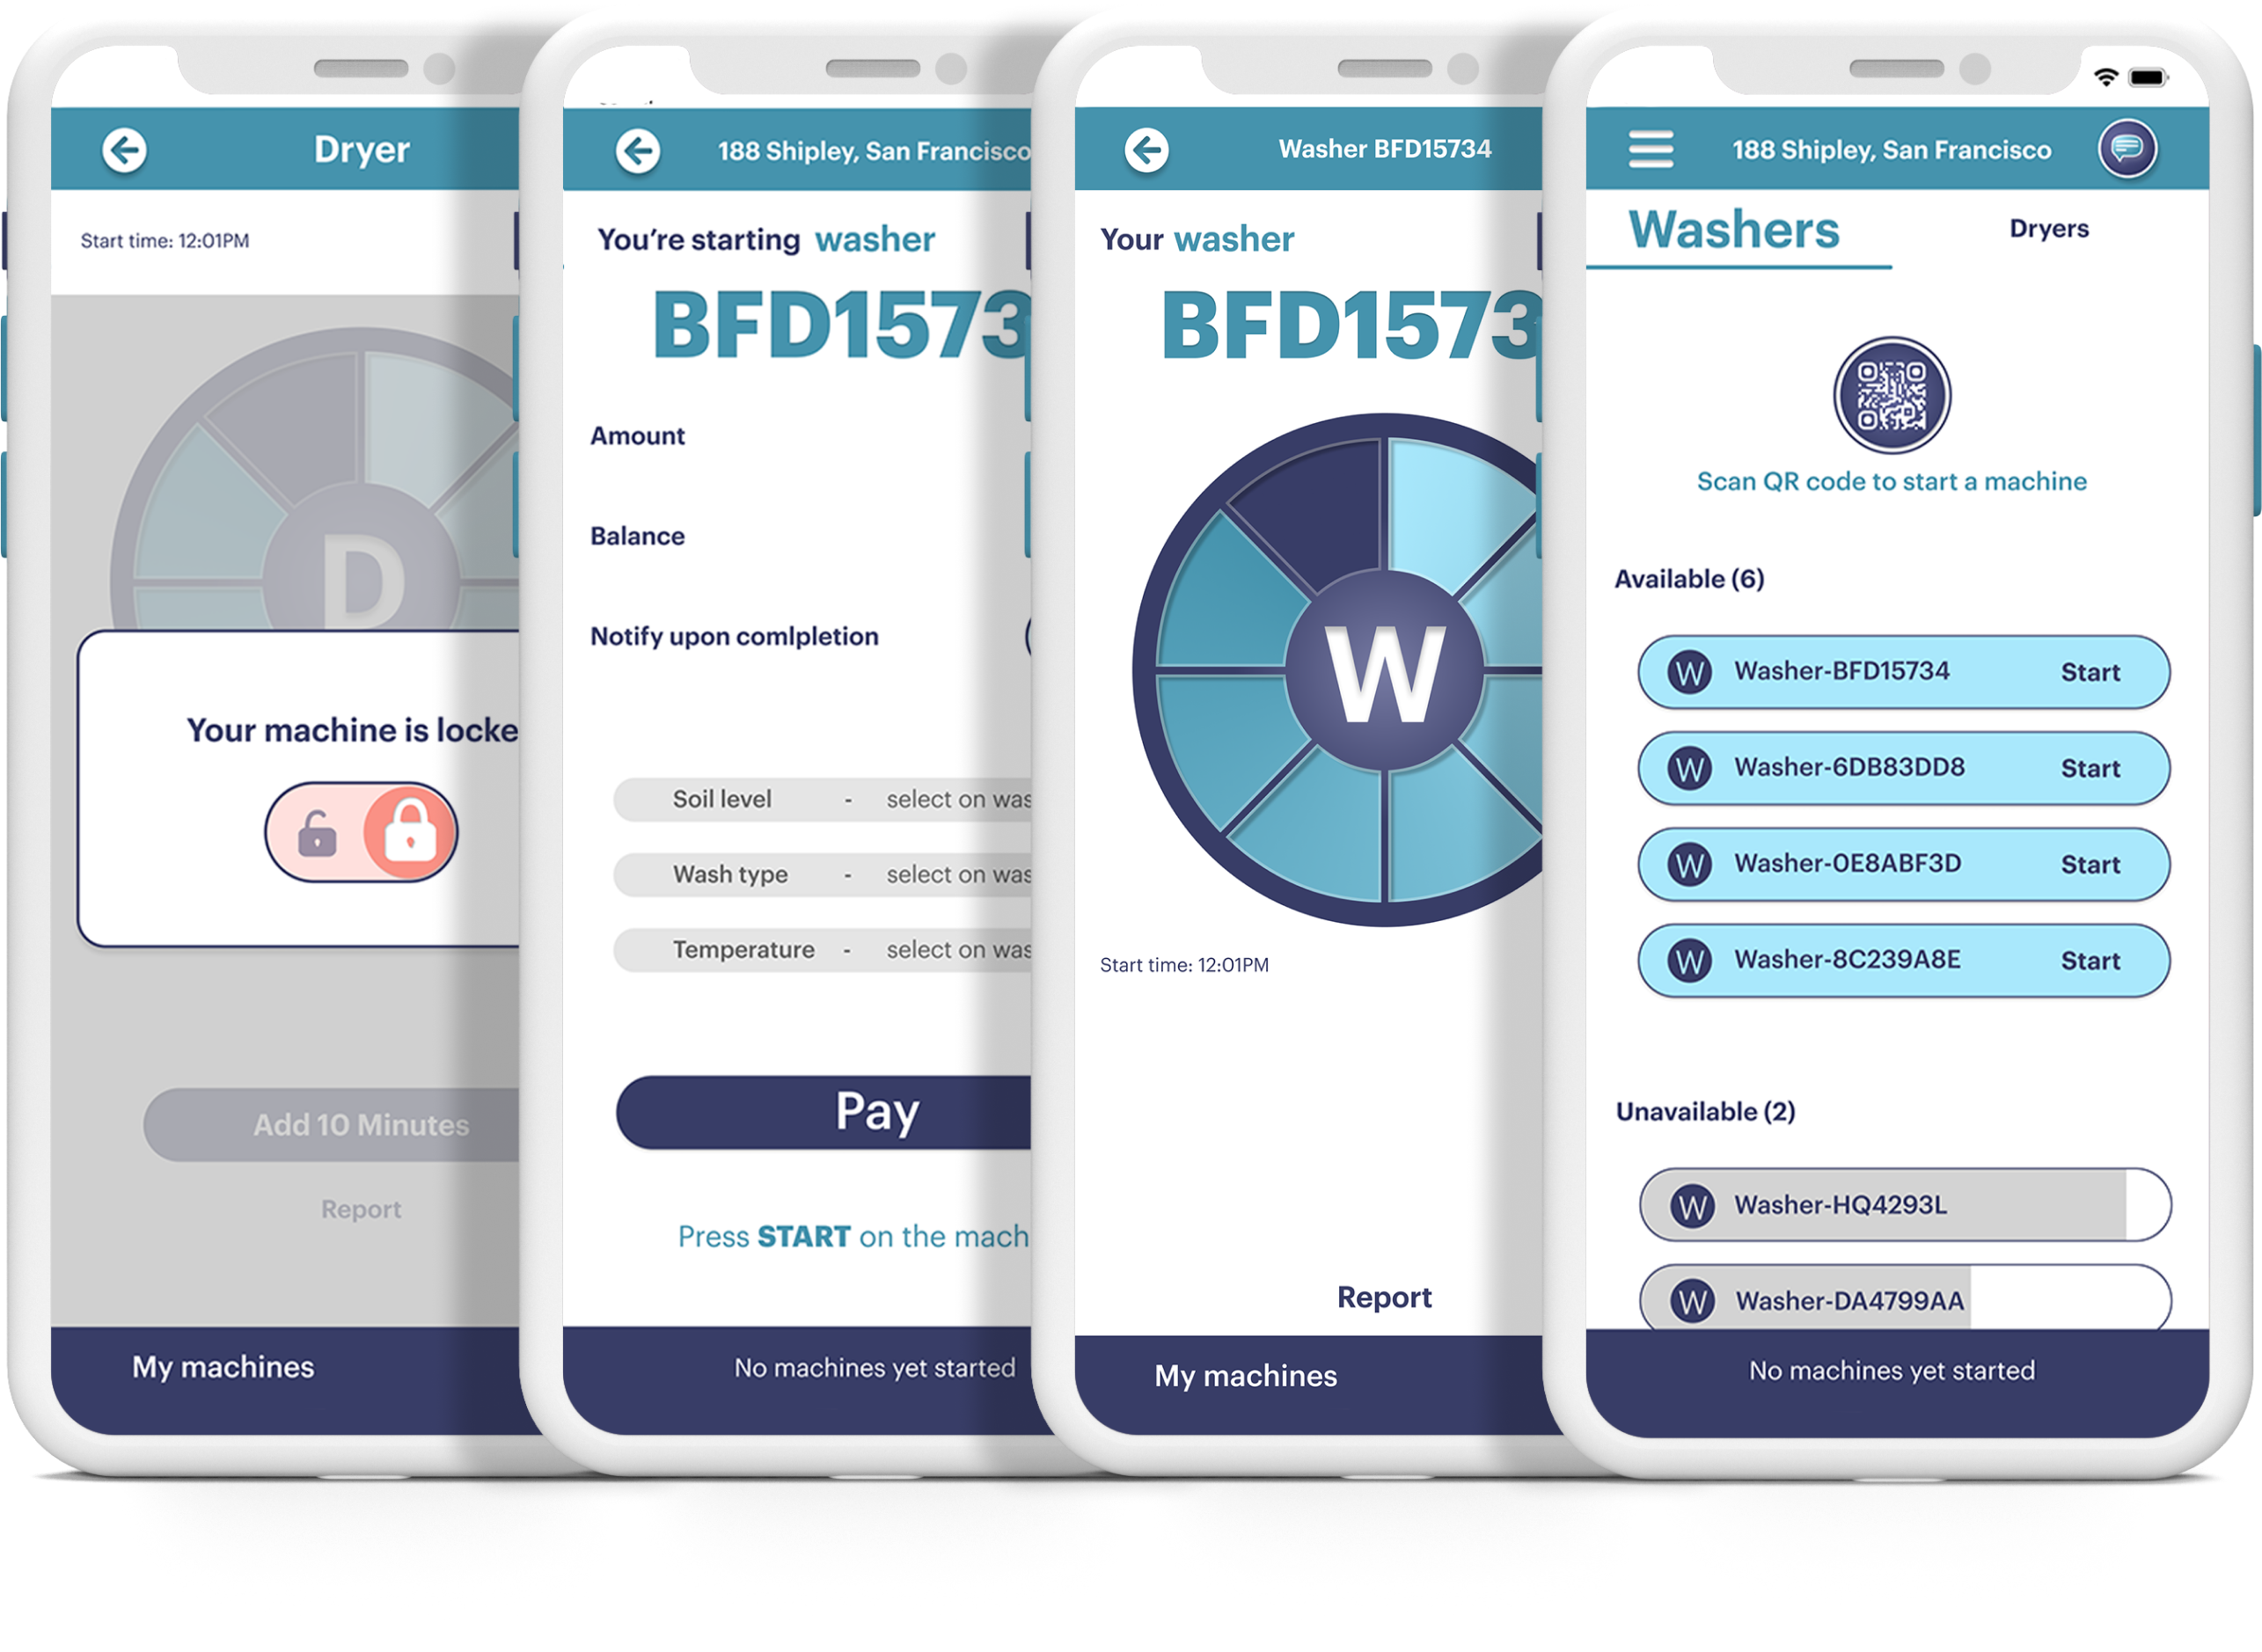 Dryer
Start time: 12:01PM
D
Your machine is locke
Add 10 Minutes
Report
My machines
188 Shipley, San Francisco
You're starting washer
BFD1573
Amount
Balance
Notify upon comlpletion
Soil level - select on was
Wash type - select on was
Temperature - select on was
Pay
Press START on the mach
No machines yet started
Washer BFD15734
Your washer
BFD1573
W
Start time: 12:01PM
Report
My machines
188 Shipley, San Francisco
Washers Dryers
Scan QR code to start a machine
Available (6)
W Washer-BFD15734 Start
W Washer-6DB83DD8 Start
W Washer-0E8ABF3D Start
W Washer-8C239A8E Start
Unavailable (2)
W Washer-HQ4293L
W Washer-DA4799AA
No machines yet started